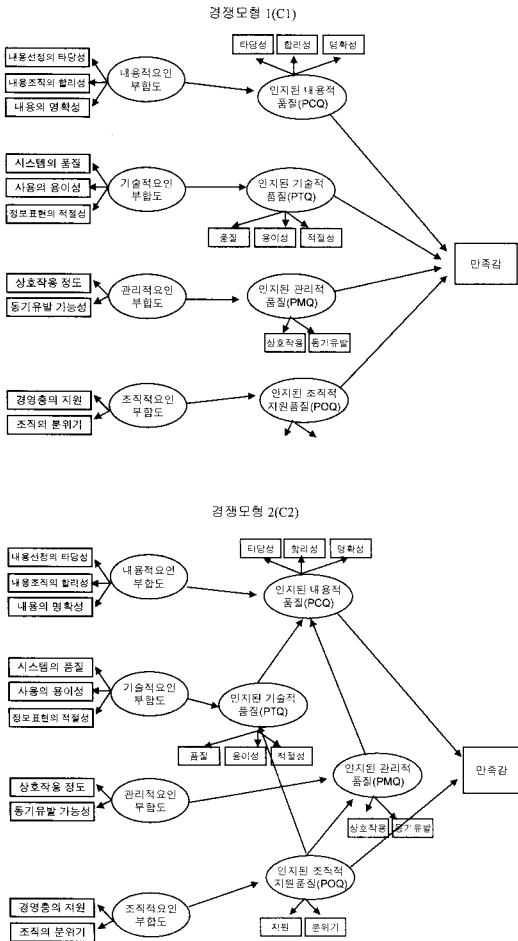 경쟁모형 1(C1)
타당성 합리성 명확성
내용선정의 타당성
내용조직의 합리성
내용의 명확성
내용적요인
부합도
인지된 내용적
품질(PCQ)
시스템의 품질
사용의 용이성
정보표현의 적절성
기술적요인
부합도
인지된 기술적
품질(PTQ)
품질 용이성 적절성
만족감
상호작용 정도
동기유발 가능성
관리적요인
부합도
인지된 관리적
품질(PMQ)
상호작용 동기유발
경영층의 지원
조직의 분위기
조직적요인
부합도
인지된 조직적
지원품질(POQ)
경쟁모형 2(C2)
타당성 합리성 명확성
내용선정의 타당성
내용조직의 합리성
내용의 명확성
내용적요인
부합도
인지된 내용적
품질(PCQ)
시스템의 품질
사용의 용이성
정보표현의 적절성
기술적요인
부합도
인지된 기술적
품질(PTQ)
품질 용이성 적절성
만족감
상호작용 정도
동기유발 가능성
관리적요인
부합도
인지된 관리적
품질(PMQ)
상호작용 동기유발
경영층의 지원
조직의 분위기
조직적요인
부합도
인지된 조직적
지원품질(POQ)
지원 분위기